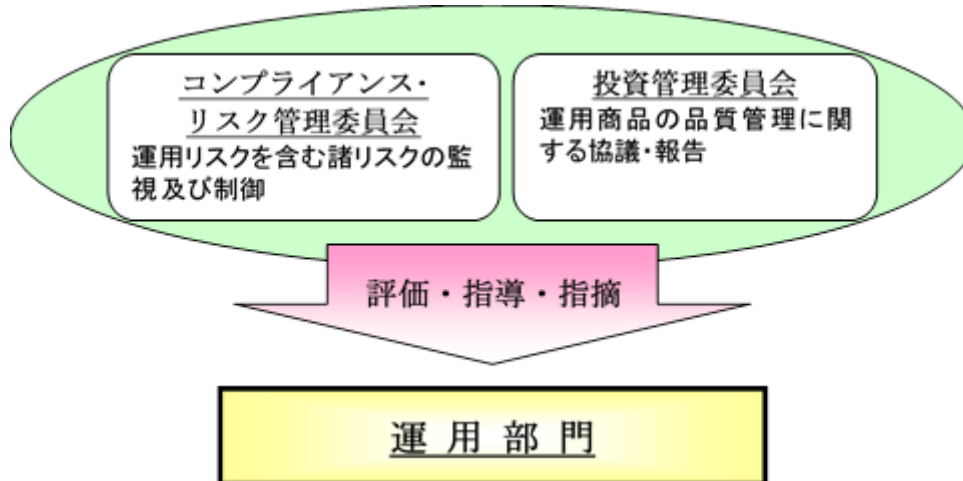 コンプライアンス・
リスク管理委員会
運用リスクを含む諸リスクの監
視及び制御
投資管理委員会
運用商品の品質管理に関
する協議・報告
評価・指導・指摘
運用部門